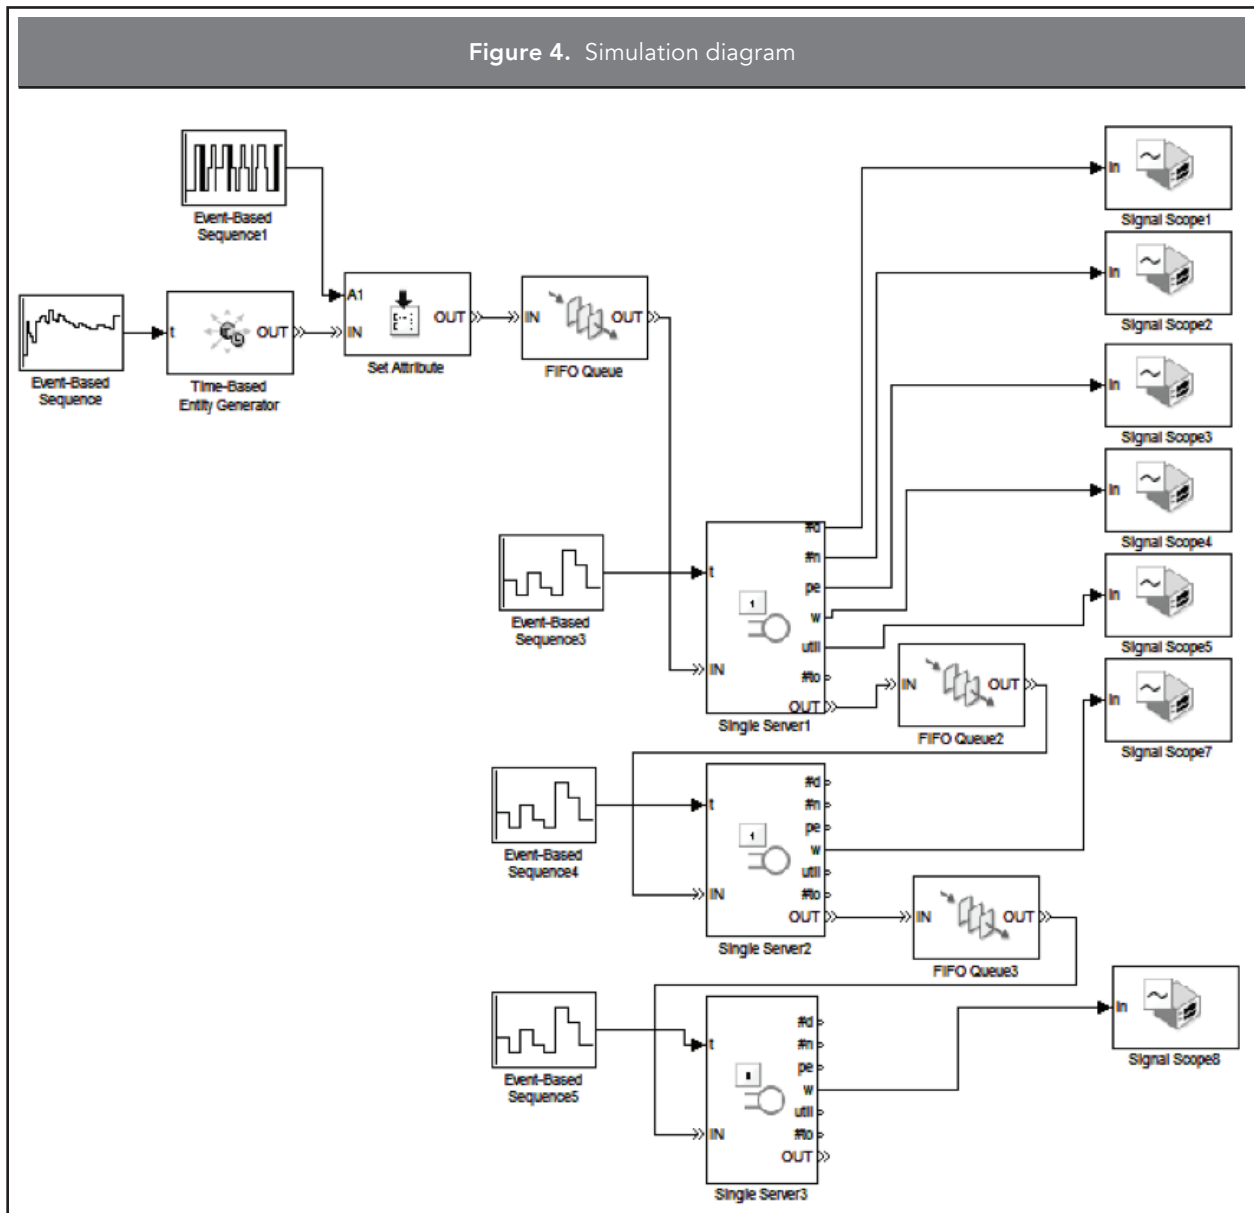 Figure 4. Simulation diagram
Event-Based
Sequence1
Event-Based
Sequence
t
OUT
Time-Based
Entity Generator
A1
IN
OUT
Set Attribute
IN
OUT
FIFO Queue
In
Signal Scope1
In
Signal Scope2
In
Signal Scope3
In
Signal Scope4
In
Signal Scope5
In
Signal Scope7
Event-Based
Sequence3
t
IN
1
#d
#n
pe
w
util
#to
OUT
Single Server1
IN
OUT
FIFO Queue2
Event-Based
Sequence4
t
IN
1
#d
#n
pe
w
util
#to
OUT
Single Server2
IN
OUT
FIFO Queue3
Event-Based
Sequence5
t
IN
#d
#n
pe
w
util
#to
OUT
Single Server3
In
Signal Scope8